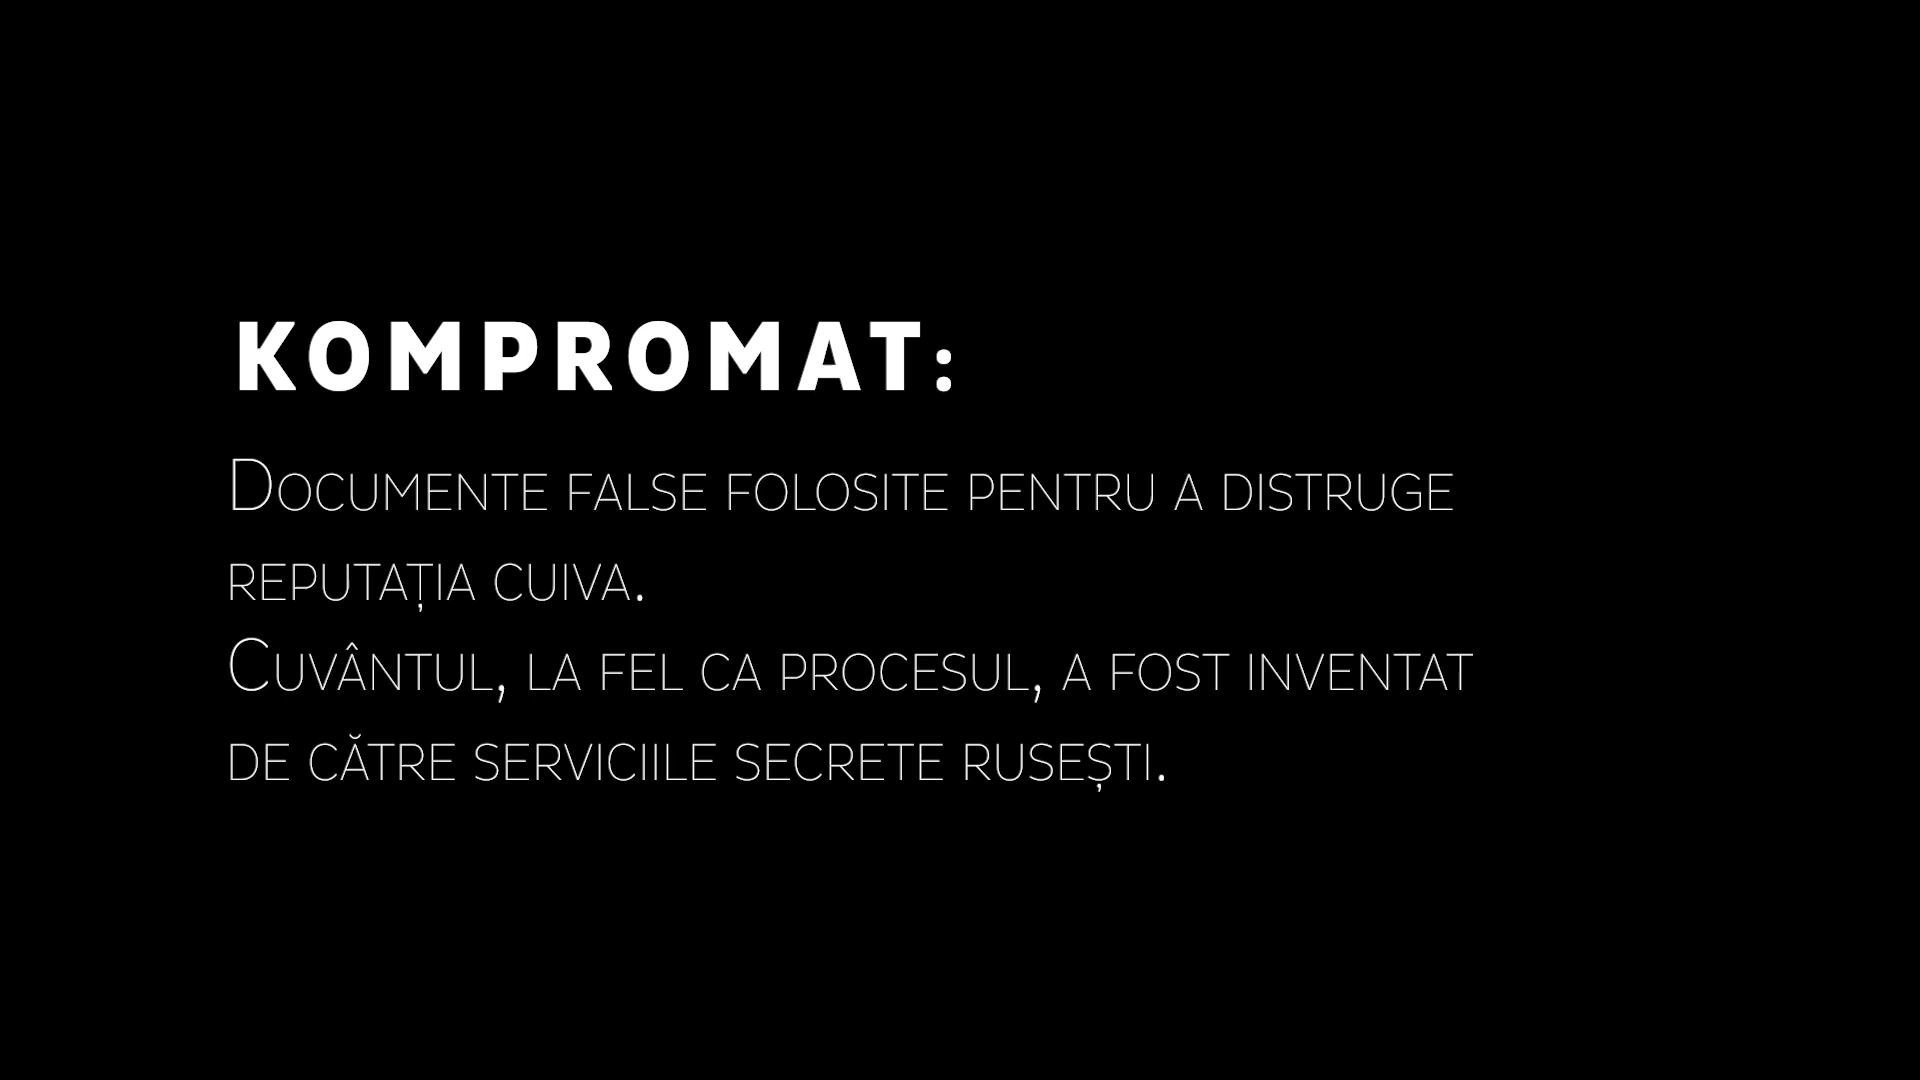 KOMPROMAT:
Documente false folosite pentru a distruge
reputația cuiva.
Cuvântul, la fel ca procesul, a fost inventat
de către serviciile secrete rusești.